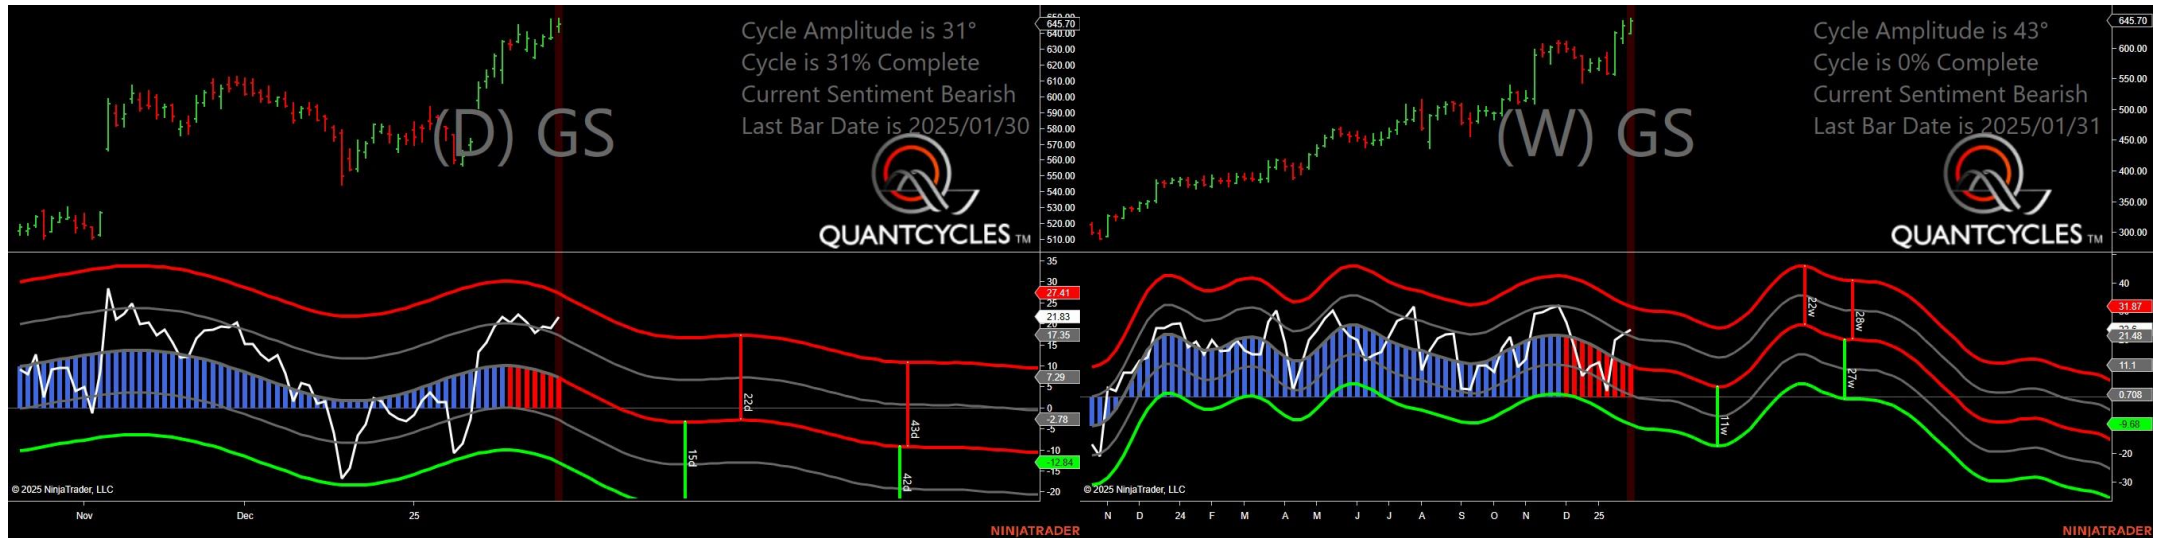 Cycle Amplitude is 31°
Cycle is 31% Complete
Current Sentiment Bearish
Last Bar Date is 2025/01/30
(D) GS
QUANTCYCLES TM
650.00
645.70
640.00
630.00
620.00
610.00
600.00
590.00
580.00
570.00
560.00
550.00
540.00
530.00
520.00
510.00
35
30
27.41
21.83
20
17.35
15
10
7.29
5
0
-2.78
-5
-10
-12.84
-15
-20
15d
22d
42d
43d
© 2025 NinjaTrader, LLC
Nov
Dec
25
NINJATRADER
Cycle Amplitude is 43°
Cycle is 0% Complete
Current Sentiment Bearish
Last Bar Date is 2025/01/31
(W) GS
QUANTCYCLES TM
645.70
600.00
550.00
500.00
450.00
400.00
350.00
300.00
40
31.87
21.48
11.1
0.708
-9.68
-20
-30
11w
22w
27w
28w
© 2025 NinjaTrader, LLC
N D 24 F M A M J J A S O N D 25
NINJATRADER